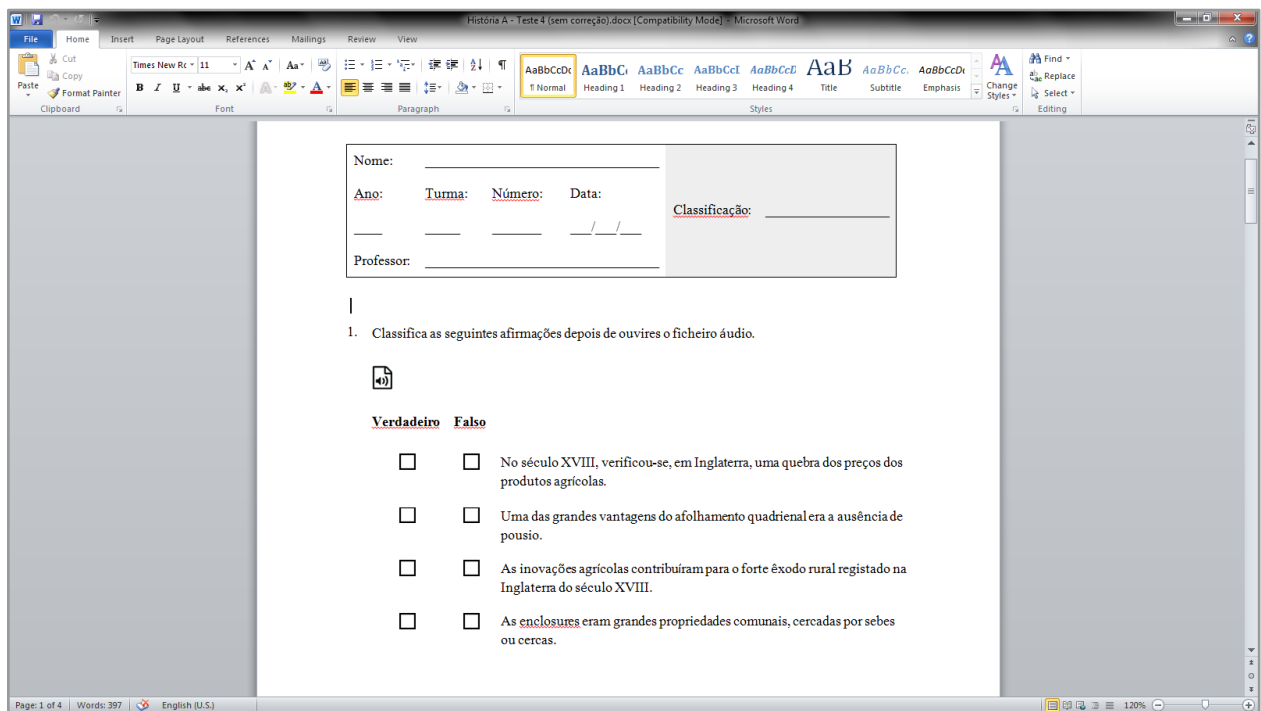 História A - Teste 4 (sem correção).docx [Compatibility Mode] - Microsoft Word
File Home Insert Page Layout References Mailings Review View
Paste
Cut
Copy
Format Painter
Clipboard
Times New Rc 11
Font
Paragraph
AaBbCcDc AaBbC AaBbCc AaBbCcI AaBbCcD AaB AaBbCc. AaBbCcDt
¶ Normal Heading 1 Heading 2 Heading 3 Heading 4 Title Subtitle Emphasis
Styles
Change Styles
Find
Replace
Select
Editing
Nome:
Ano: Turma: Número: Data:
Classificação:
___/___/___
Professor:
1. Classifica as seguintes afirmações depois de ouvires o ficheiro áudio.
Verdadeiro Falso
No século XVIII, verificou-se, em Inglaterra, uma quebra dos preços dos
produtos agrícolas.
Uma das grandes vantagens do afolhamento quadrienal era a ausência de
pousio.
As inovações agrícolas contribuíram para o forte êxodo rural registado na
Inglaterra do século XVIII.
As enclosures eram grandes propriedades comunais, cercadas por sebes
ou cercas.
Page: 1 of 4 Words: 397 English (U.S.) 120%